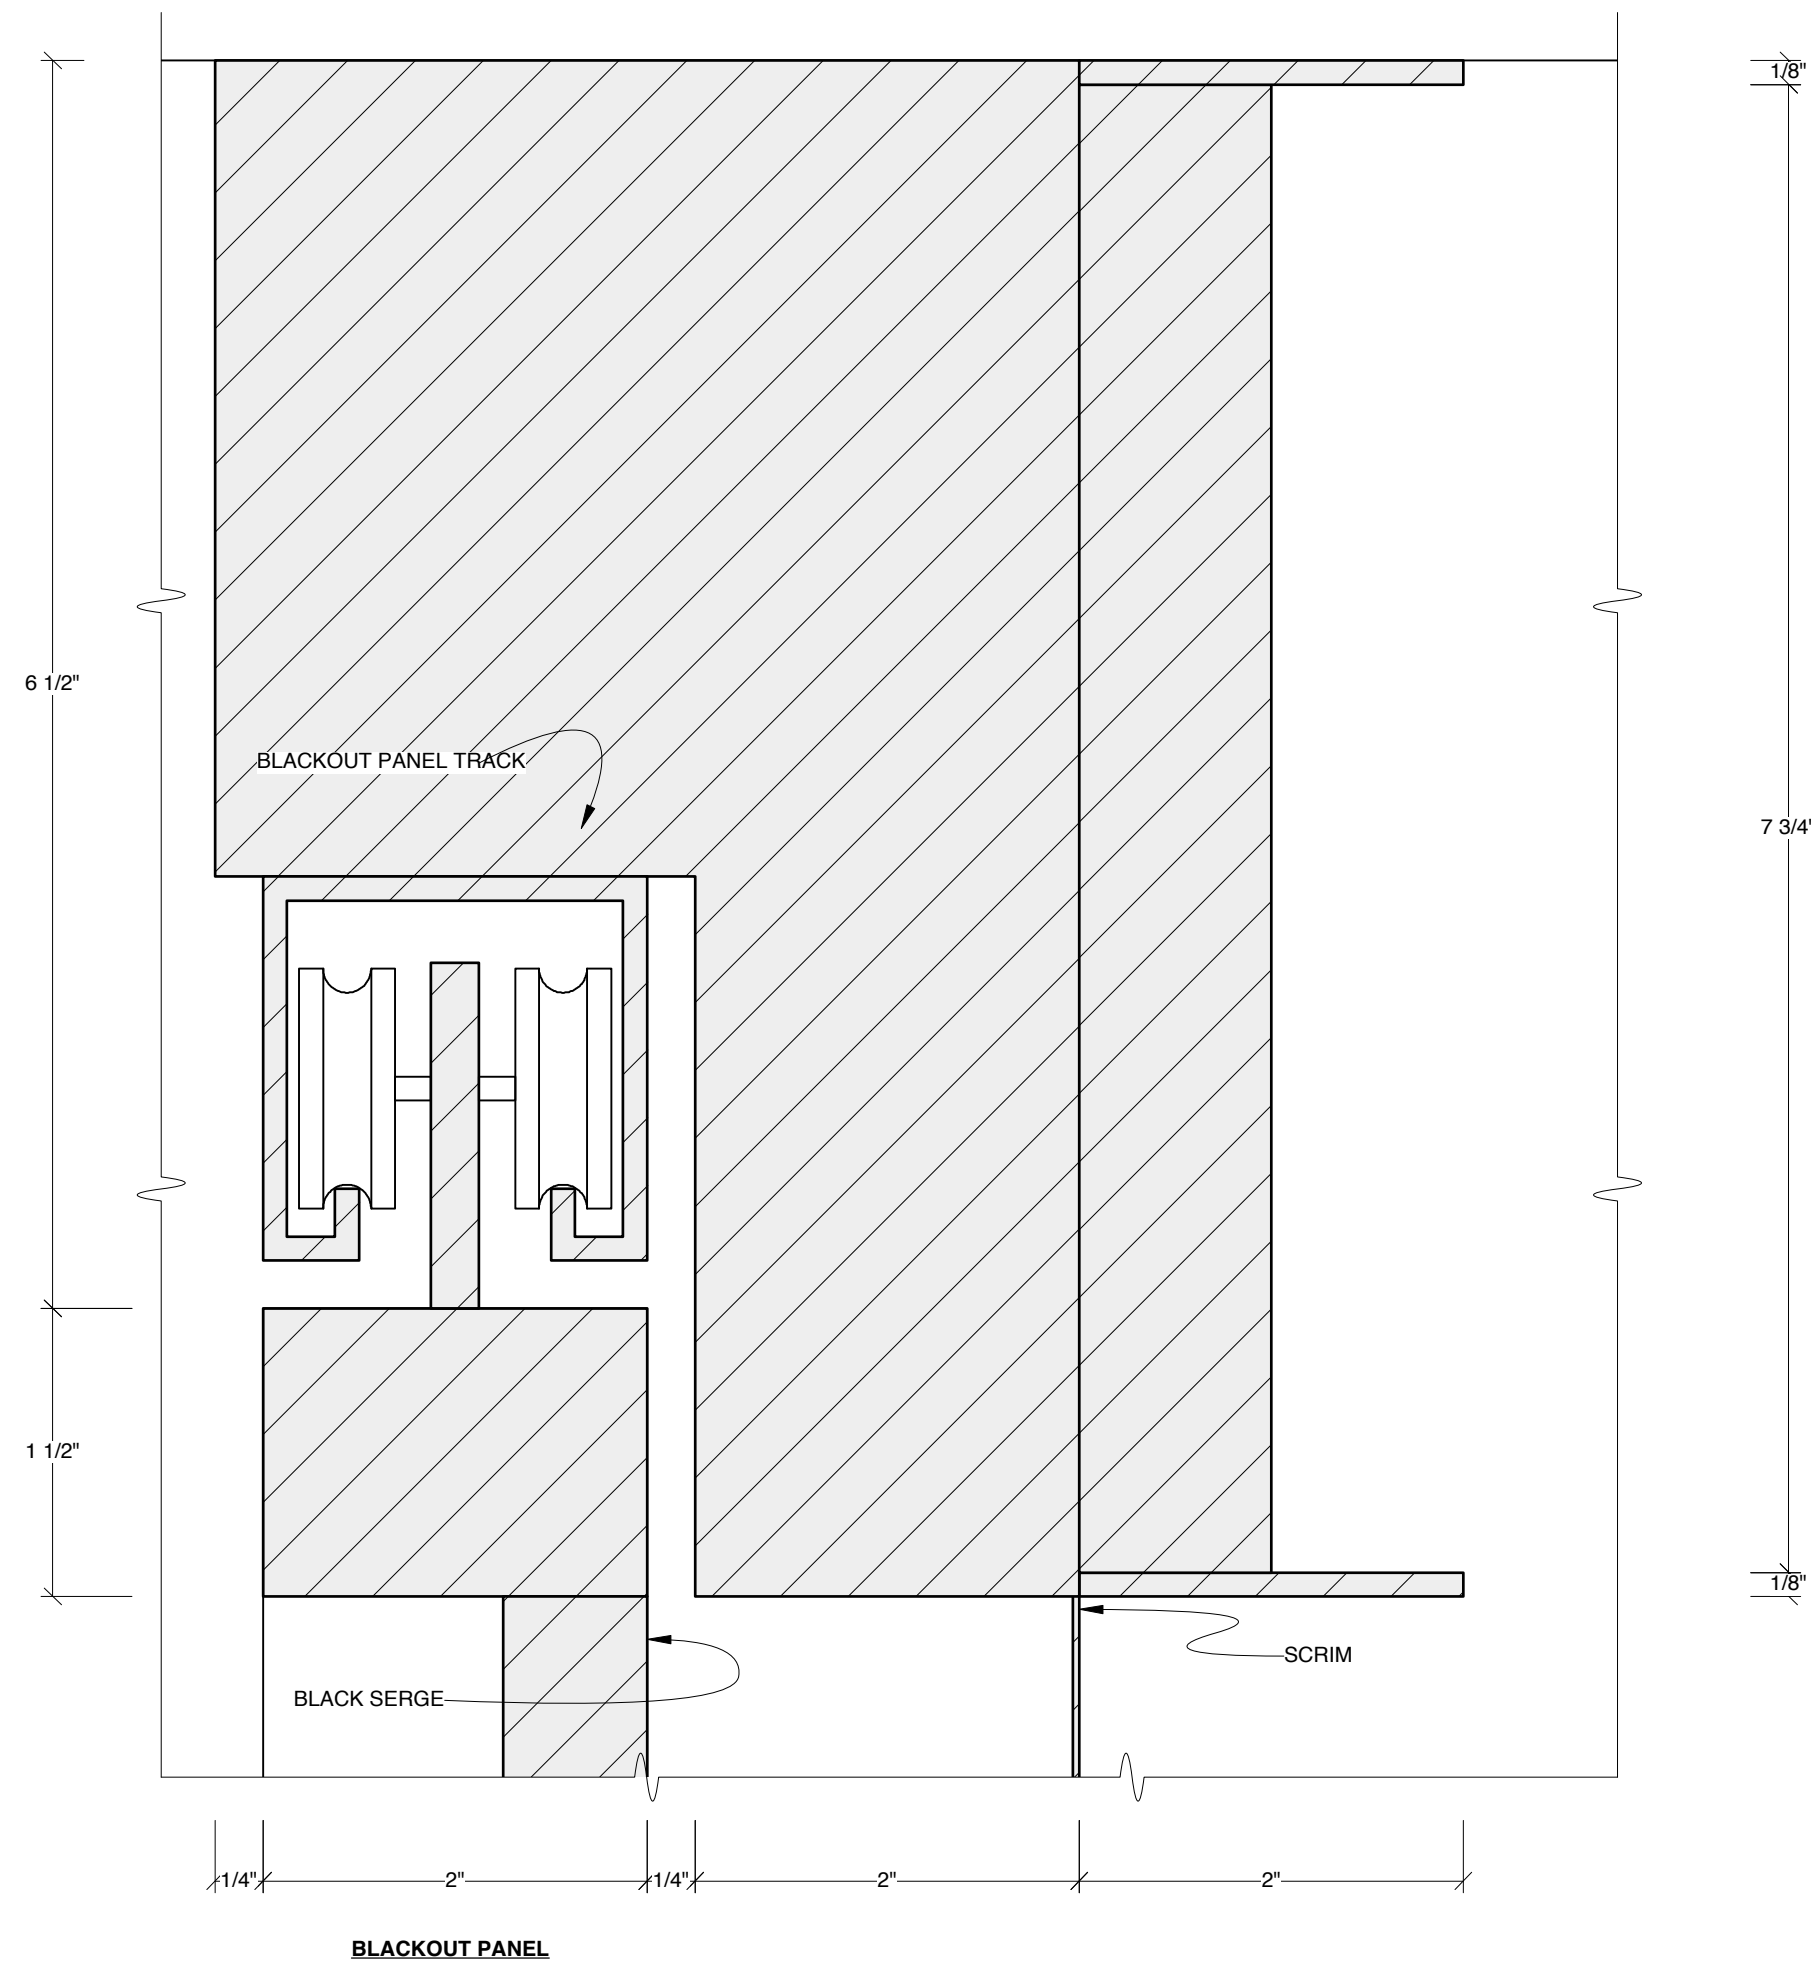 1/8"
6 1/2"
BLACKOUT PANEL TRACK
7 3/4'
1 1/2"
1/8"
SCRIM
BLACK SERGE
1/4" 2" 1/4" 2" 2"
BLACKOUT PANEL